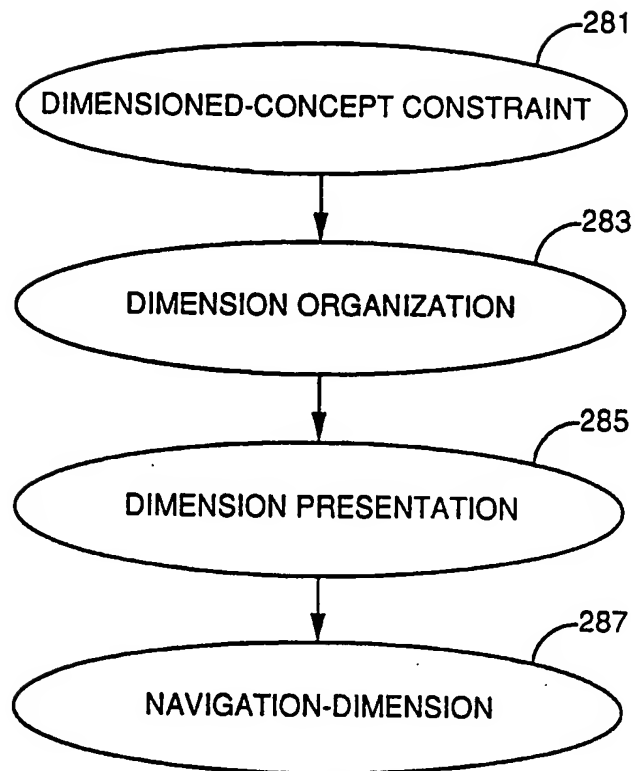 281
DIMENSIONED-CONCEPT CONSTRAINT
283
DIMENSION ORGANIZATION
285
DIMENSION PRESENTATION
287
NAVIGATION-DIMENSION